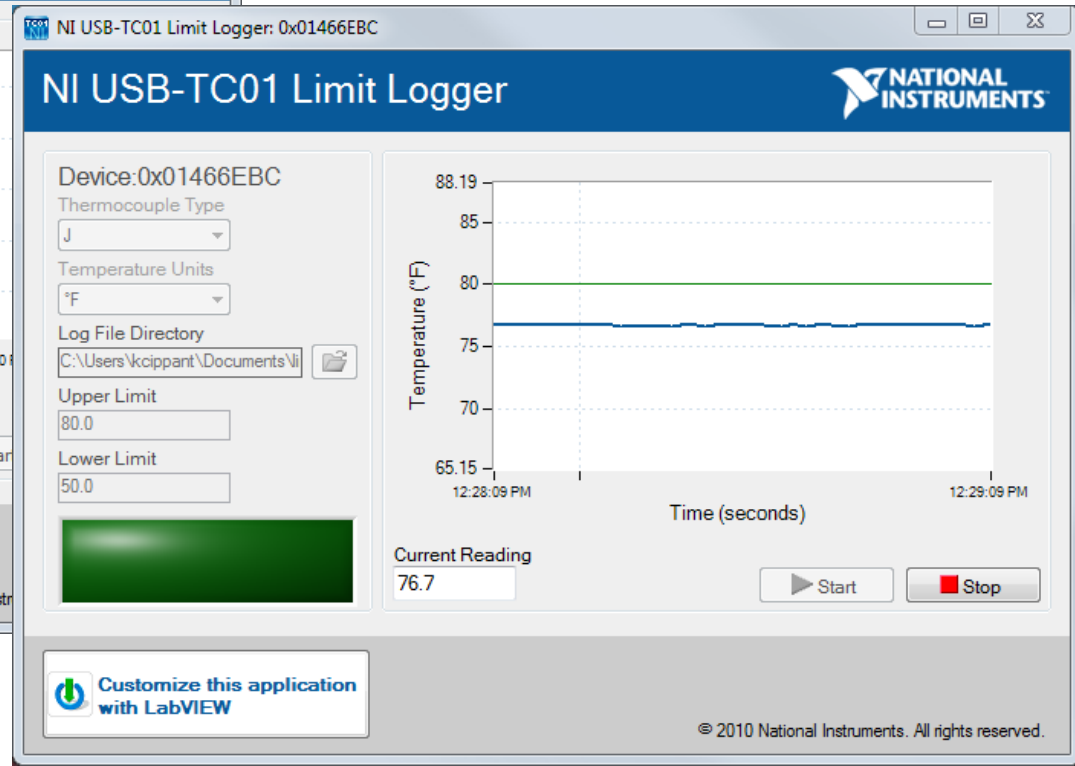 NI USB-TC01 Limit Logger: 0x01466EBC
NI USB-TC01 Limit Logger
NATIONAL
INSTRUMENTS
Device:0x01466EBC
Thermocouple Type
J
Temperature Units
°F
Log File Directory
C:\Users\kcippant\Documents\li
Upper Limit
80.0
Lower Limit
50.0
Temperature (°F)
88.19
85
80
75
70
65.15
12:28:09 PM
12:29:09 PM
Time (seconds)
Current Reading
76.7
Start
Stop
Customize this application
with LabVIEW
© 2010 National Instruments. All rights reserved.